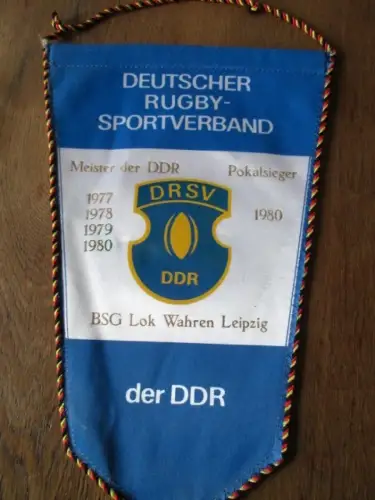 DEUTSCHER
RUGBY-
SPORTVERBAND
Meister der DDR Pokalsieger
1977
1978 1980
1979
1980
DRSV
DDR
BSG Lok Wahren Leipzig
der DDR